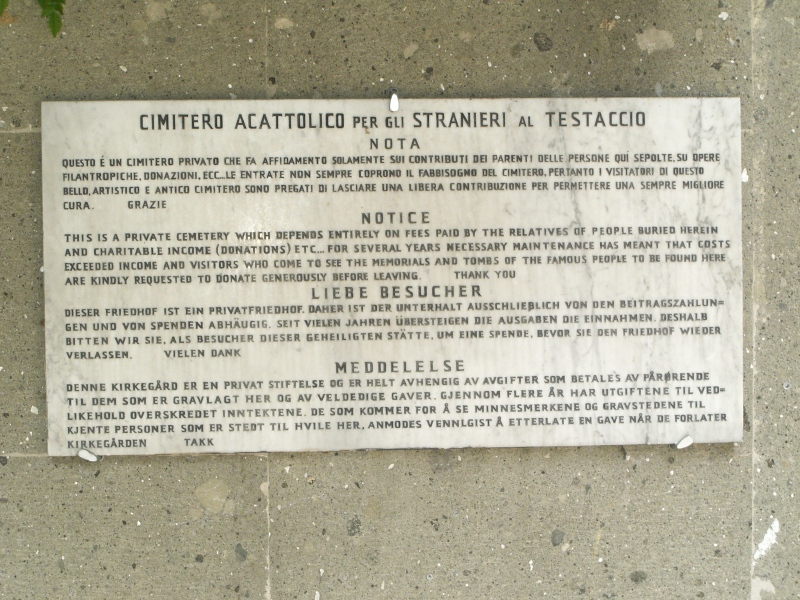 CIMITERO ACATTOLICO PER GLI STRANIERI AL TESTACCIO
NOTA
QUESTO É UN CIMITERO PRIVATO CHE FA AFFIDAMENTO SOLAMENTE SUI CONTRIBUTI DEI PARENTI DELLE PERSONE QUÌ SEPOLTE, SU OPERE
FILANTROPICHE, DONAZIONI, ECC...LE ENTRATE NON SEMPRE COPRONO IL FABBISOGNO DEL CIMITERO. PERTANTO I VISITATORI DI QUESTO
BELLO, ARTISTICO E ANTICO CIMITERO SONO PREGATI DI LASCIARE UNA LIBERA CONTRIBUZIONE PER PERMETTERE UNA SEMPRE MIGLIORE
CURA. GRAZIE
NOTICE
THIS IS A PRIVATE CEMETERY WHICH DEPENDS ENTIRELY ON FEES PAID BY THE RELATIVES OF PEOPLE BURIED HEREIN
AND CHARITABLE INCOME (DONATIONS) ETC... FOR SEVERAL YEARS NECESSARY MAINTENANCE HAS MEANT THAT COSTS
EXCEEDED INCOME AND VISITORS WHO COME TO SEE THE MEMORIALS AND TOMBS OF THE FAMOUS PEOPLE TO BE FOUND HERE
ARE KINDLY REQUESTED TO DONATE GENEROUSLY BEFORE LEAVING. THANK YOU
LIEBE BESUCHER
DIESER FRIEDHOF IST EIN PRIVATFRIEDHOF. DAHER IST DER UNTERHALT AUSSCHLIEßLICH VON DEN BEITRAGSZAHLUN=
GEN UND VON SPENDEN ABHÄUGIG. SEIT VIELEN JAHREN ÜBERSTEIGEN DIE AUSGABEN DIE EINNAHMEN. DESHALB
BITTEN WIR SIE, ALS BESUCHER DIESER GEHEILIGTEN STÄTTE, UM EINE SPENDE, BEVOR SIE DEN FRIEDHOF WIEDER
VERLASSEN. VIELEN DANK
MEDDELELSE
DENNE KIRKEGÅRD ER EN PRIVAT STIFTELSE OG ER HELT AVHENGIG AV AVGIFTER SOM BETALES AV PÅRØRENDE
TIL DEM SOM ER GRAVLAGT HER OG AV VELDEDIGE GAVER. GJENNOM FLERE ÅR HAR UTGIFTENE TIL VED=
LIKEHOLD OVERSKREDET INNTEKTENE. DE SOM KOMMER FOR Å SE MINNESMERKENE OG GRAVSTEDENE TIL
KJENTE PERSONER SOM ER STEDT TIL HVILE HER, ANMODES VENNLGIST Å ETTERLATE EN GAVE NÅR DE FORLATER
KIRKEGÅRDEN TAKK